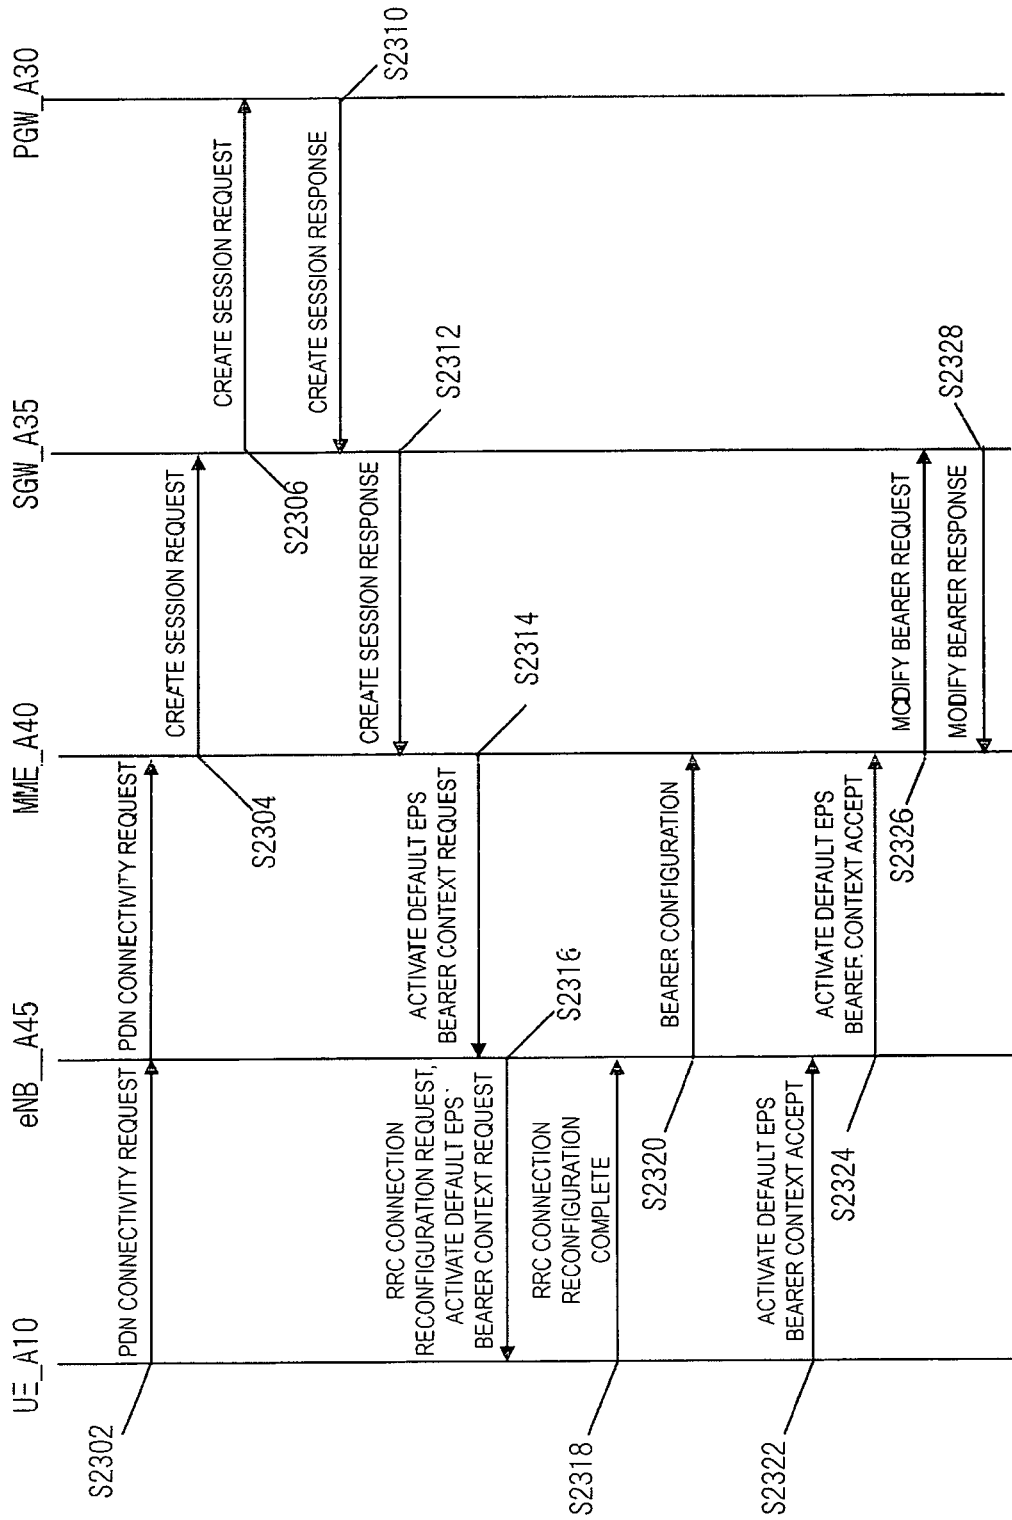 UE_A10
eNB_A45
MME_A40
SGW_A35
PGW_A30
S2302
PDN CONNECTIVITY REQUEST
PDN CONNECTIVITY REQUEST
CREATE SESSION REQUEST
S2304
CREATE SESSION REQUEST
S2306
CREATE SESSION RESPONSE
S2310
CREATE SESSION RESPONSE
S2312
ACTIVATE DEFAULT EPS
BEARER CONTEXT REQUEST
S2314
RRC CONNECTION
RECONFIGURATION REQUEST,
ACTIVATE DEFAULT EPS
BEARER CONTEXT REQUEST
S2316
RRC CONNECTION
RECONFIGURATION
COMPLETE
S2318
BEARER CONFIGURATION
S2320
ACTIVATE DEFAULT EPS
BEARER CONTEXT ACCEPT
S2322
ACTIVATE DEFAULT EPS
BEARER CONTEXT ACCEPT
S2324
MODIFY BEARER REQUEST
S2326
MODIFY BEARER RESPONSE
S2328